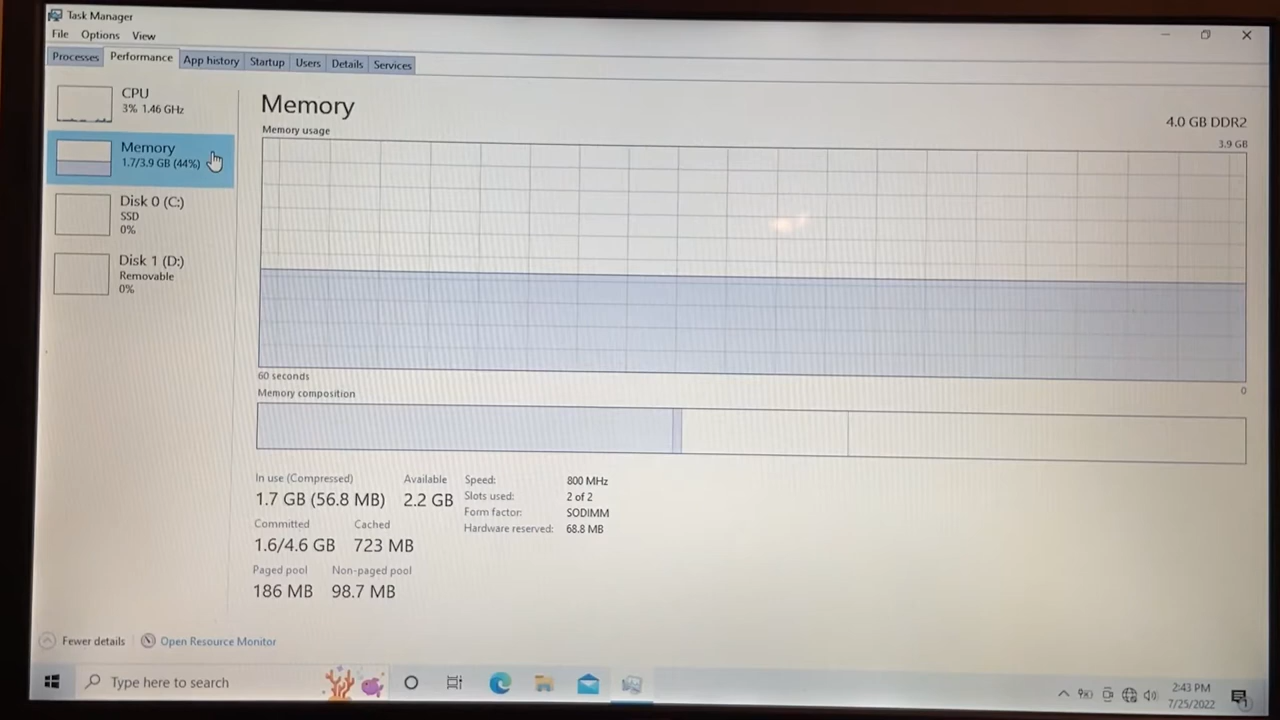 Task Manager
File Options View
Processes Performance App history Startup Users Details Services
CPU
3% 1.46 GHz
Memory
1.7/3.9 GB (44%)
Disk 0 (C:)
SSD
0%
Disk 1 (D:)
Removable
0%
Memory
4.0 GB DDR2
Memory usage
3.9 GB
60 seconds
0
Memory composition
In use (Compressed)
1.7 GB (56.8 MB)
Available
2.2 GB
Committed
1.6/4.6 GB
Cached
723 MB
Paged pool
186 MB
Non-paged pool
98.7 MB
Speed: 800 MHz
Slots used: 2 of 2
Form factor: SODIMM
Hardware reserved: 68.8 MB
Fewer details
Open Resource Monitor
Type here to search
2:43 PM
7/25/2022
1